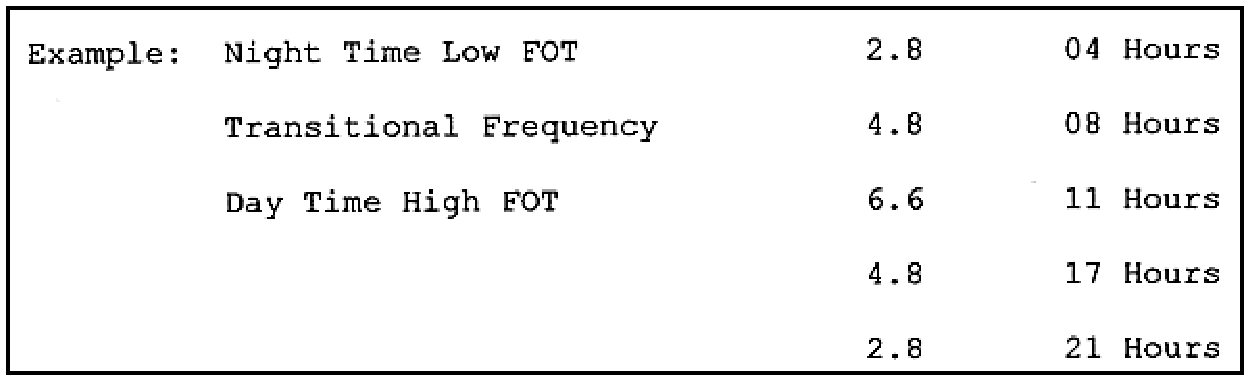 Example: Night Time Low FOT 2.8 04 Hours
Transitional Frequency 4.8 08 Hours
Day Time High FOT 6.6 11 Hours
4.8 17 Hours
2.8 21 Hours